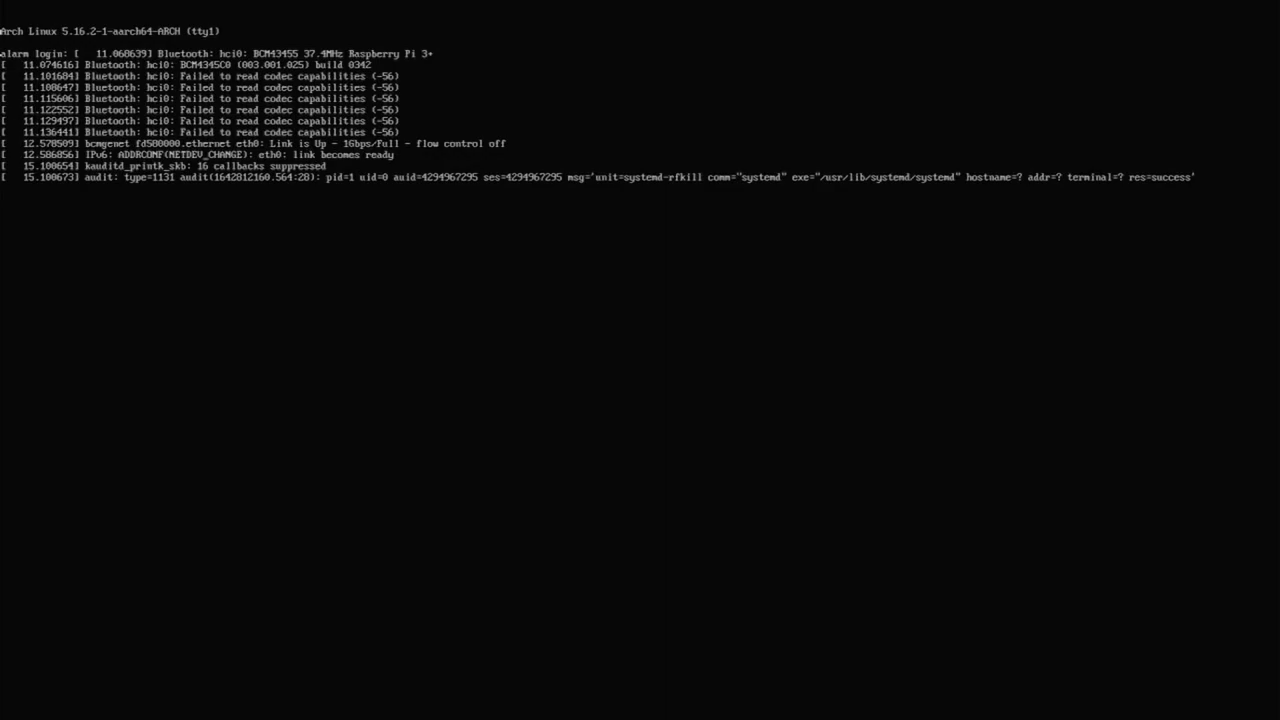 Arch Linux 5.16.2-1-aarch64-ARCH (tty1)
alarm login: [   11.068639] Bluetooth: hci0: BCM43455 37.4MHz Raspberry Pi 3+
[   11.074616] Bluetooth: hci0: BCM4345C0 (003.001.025) build 0342
[   11.101684] Bluetooth: hci0: Failed to read codec capabilities (-56)
[   11.108647] Bluetooth: hci0: Failed to read codec capabilities (-56)
[   11.115606] Bluetooth: hci0: Failed to read codec capabilities (-56)
[   11.122552] Bluetooth: hci0: Failed to read codec capabilities (-56)
[   11.129497] Bluetooth: hci0: Failed to read codec capabilities (-56)
[   11.136441] Bluetooth: hci0: Failed to read codec capabilities (-56)
[   12.578509] bcmgenet fd580000.ethernet eth0: Link is Up - 1Gbps/Full - flow control off
[   12.586856] IPv6: ADDRCONF(NETDEV_CHANGE): eth0: link becomes ready
[   15.100654] kauditd_printk_skb: 16 callbacks suppressed
[   15.100673] audit: type=1131 audit(1642812160.564:28): pid=1 uid=0 auid=4294967295 ses=4294967295 msg='unit=systemd-rfkill comm="systemd" exe="/usr/lib/systemd/systemd" hostname=? addr=? terminal=? res=success'